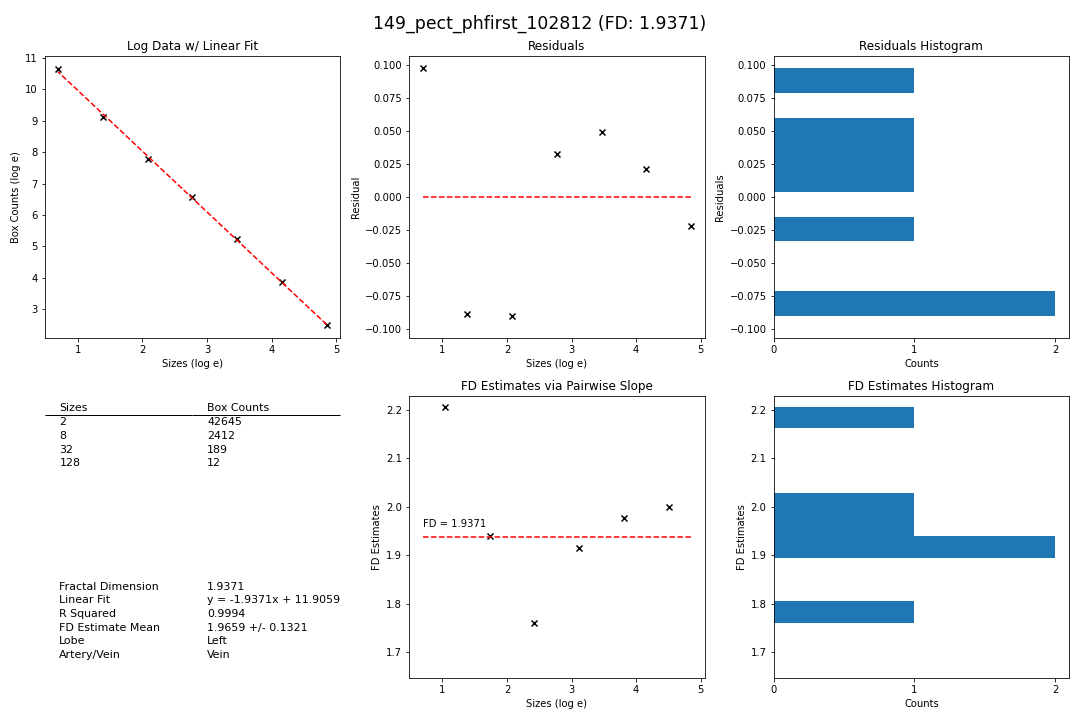 149_pect_phfirst_102812 (FD: 1.9371)
Log Data w/ Linear Fit
Box Counts (log e)
11
10
9
8
7
6
5
4
3
1 2 3 4 5
Sizes (log e)
Residuals
Residual
0.100
0.075
0.050
0.025
0.000
−0.025
−0.050
−0.075
−0.100
1 2 3 4 5
Sizes (log e)
Residuals Histogram
Residuals
0.100
0.075
0.050
0.025
0.000
−0.025
−0.050
−0.075
−0.100
0 1 2
Counts
Sizes Box Counts
2 42645
8 2412
32 189
128 12
Fractal Dimension 1.9371
Linear Fit y = -1.9371x + 11.9059
R Squared 0.9994
FD Estimate Mean 1.9659 +/- 0.1321
Lobe Left
Artery/Vein Vein
FD Estimates via Pairwise Slope
FD Estimates
2.2
2.1
2.0
1.9
1.8
1.7
FD = 1.9371
1 2 3 4 5
Sizes (log e)
FD Estimates Histogram
FD Estimates
2.2
2.1
2.0
1.9
1.8
1.7
0 1 2
Counts